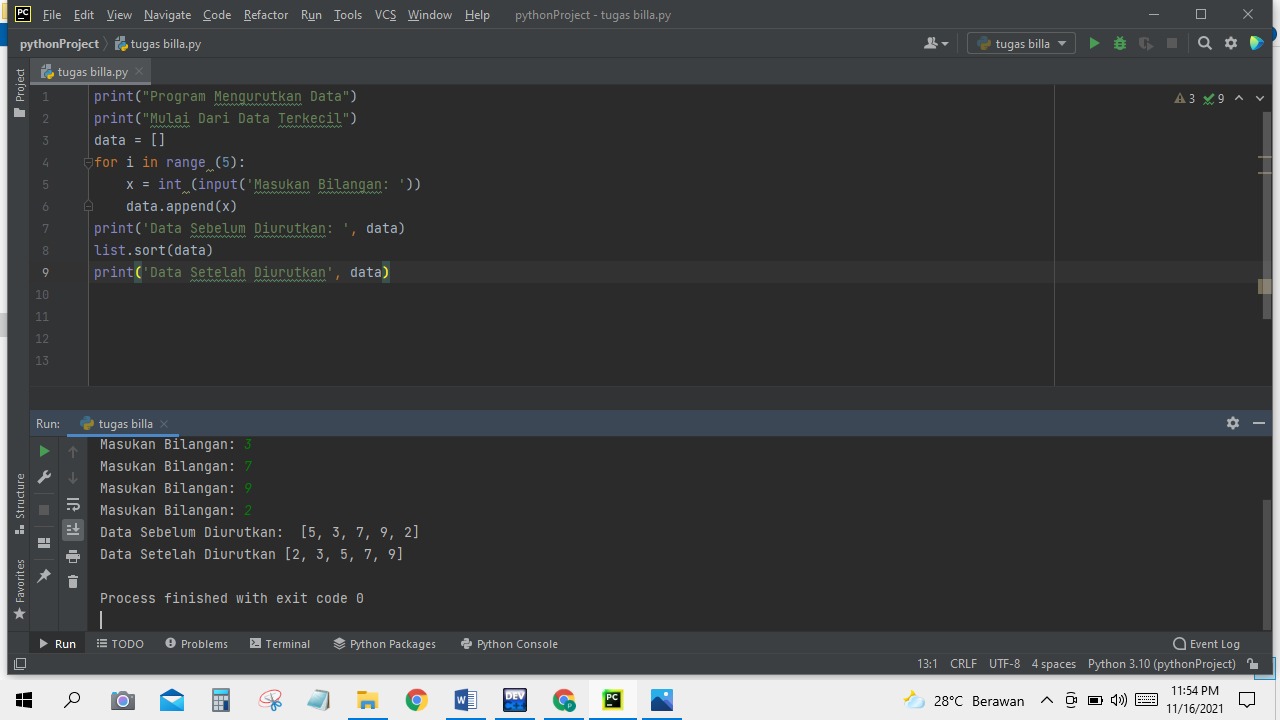 PC File Edit View Navigate Code Refactor Run Tools VCS Window Help pythonProject - tugas billa.py
pythonProject tugas billa.py tugas billa
tugas billa.py
Project
1 print("Program Mengurutkan Data") 3 9
2 print("Mulai Dari Data Terkecil")
3 data = []
4 for i in range (5):
5 x = int (input('Masukan Bilangan: '))
6 data.append(x)
7 print('Data Sebelum Diurutkan: ', data)
8 list.sort(data)
9 print('Data Setelah Diurutkan', data)
10
11
12
13
Run: tugas billa
Masukan Bilangan: 3
Masukan Bilangan: 7
Masukan Bilangan: 9
Masukan Bilangan: 2
Data Sebelum Diurutkan:  [5, 3, 7, 9, 2]
Data Setelah Diurutkan [2, 3, 5, 7, 9]
Process finished with exit code 0
Structure
Favorites
Run TODO Problems Terminal Python Packages Python Console Event Log
13:1 CRLF UTF-8 4 spaces Python 3.10 (pythonProject)
DEV C++ P PC 28°C Berawan 11:54 PM
11/16/2021